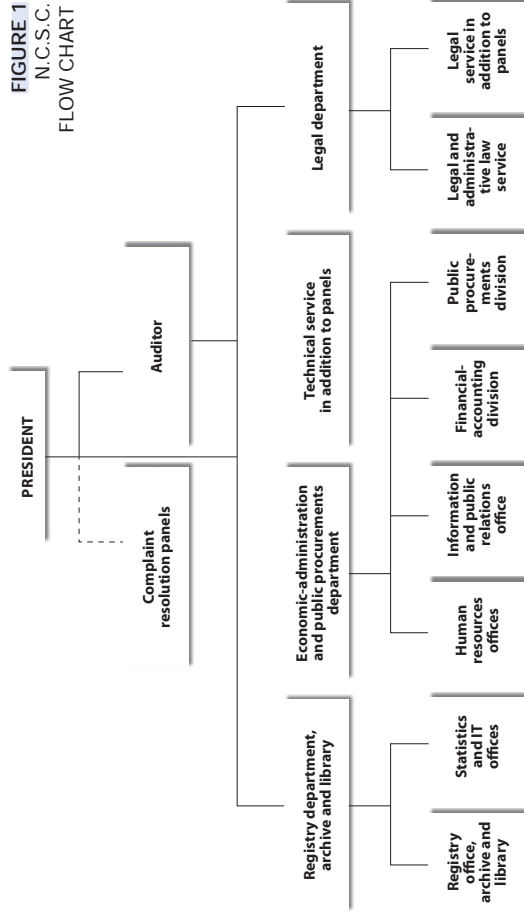 FIGURE 1
N.C.S.C.
FLOW CHART
PRESIDENT
Complaint
resolution panels
Auditor
Registry department,
archive and library
Economic-administration
and public procurements
department
Technical service
in addition to panels
Legal department
Registry
office,
archive and
library
Statistics
and IT
offices
Human
resources
offices
Information
and public
relations
office
Financial-
accounting
division
Public
procure-
ments
division
Legal and
administra-
tive law
service
Legal
service in
addition to
panels